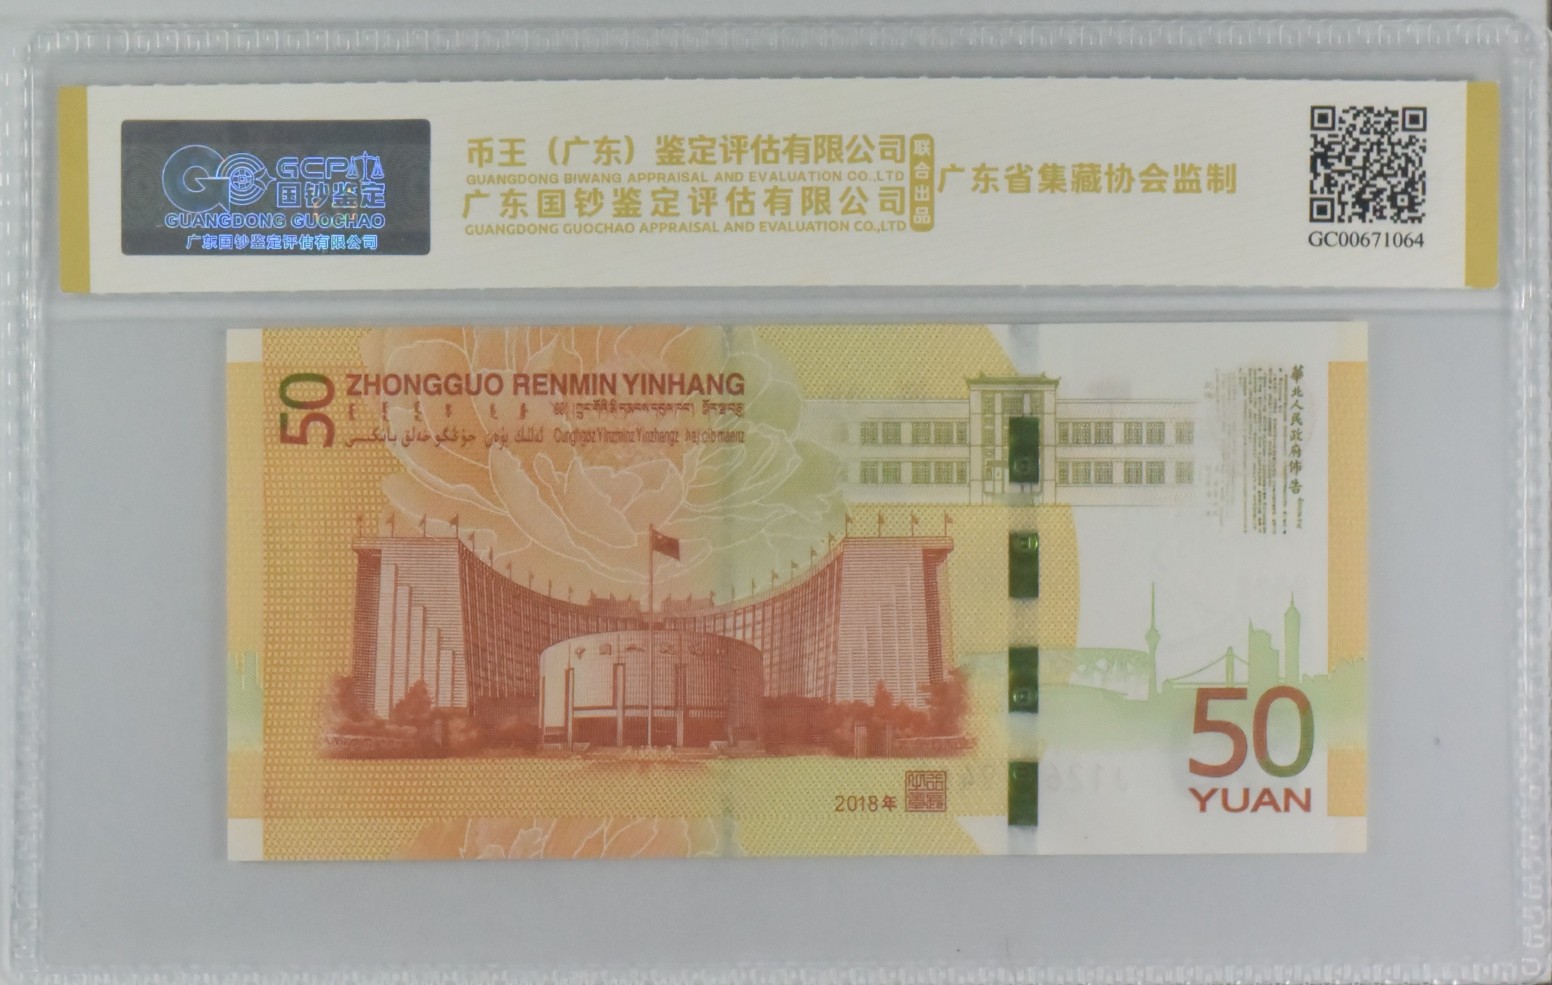 GCP
国钞鉴定
GUANGDONG GUOCHAO
广东国钞鉴定评估有限公司
币王（广东）鉴定评估有限公司
GUANGDONG BIWANG APPRAISAL AND EVALUATION CO.,LTD
广东国钞鉴定评估有限公司
GUANGDONG GUOCHAO APPRAISAL AND EVALUATION CO.,LTD
联合出品
广东省集藏协会监制
GC00671064
50
ZHONGGUO RENMIN YINHANG
Cunghgoz Yinzminz Yinzhangz
華北人民政府佈告
2018年
50
YUAN